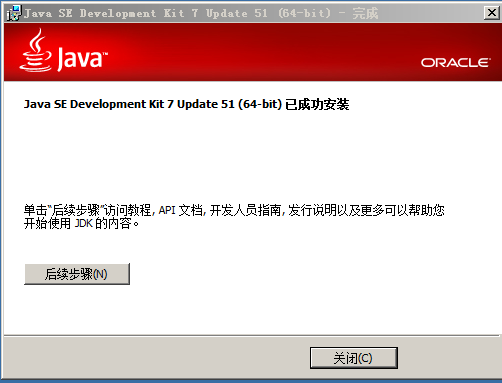 Java SE Development Kit 7 Update 51 (64-bit) - 完成
Java™
ORACLE®
Java SE Development Kit 7 Update 51 (64-bit) 已成功安装
单击“后续步骤”访问教程, API 文档, 开发人员指南, 发行说明以及更多可以帮助您
开始使用 JDK 的内容。
后续步骤(N)
关闭(C)